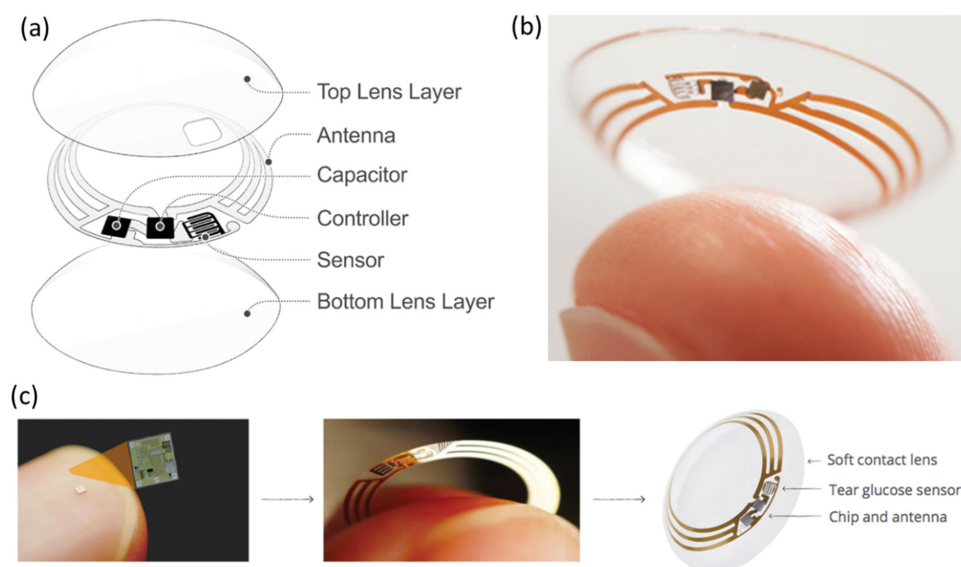 (a)
Top Lens Layer
Antenna
Capacitor
Controller
Sensor
Bottom Lens Layer
(b)
(c)
Soft contact lens
Tear glucose sensor
Chip and antenna